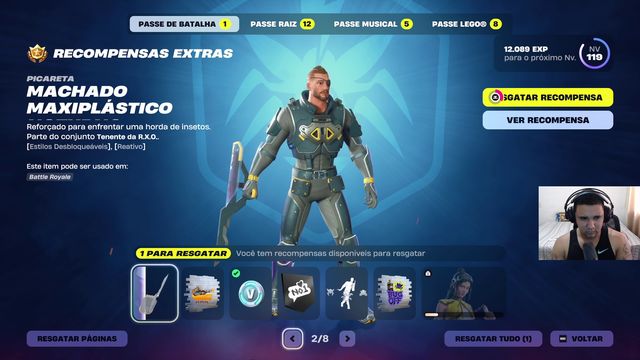 PASSE DE BATALHA 1
PASSE RAIZ 12
PASSE MUSICAL 5
PASSE LEGO® 8
RECOMPENSAS EXTRAS
12.089 EXP
para o próximo Nv.
NV
119
PICARETA
MACHADO
MAXIPLÁSTICO
Reforçado para enfrentar uma horda de insetos.
Parte do conjunto Tenente da R.X.O..
[Estilos Desbloqueáveis], [Reativo]
Este item pode ser usado em:
Battle Royale
SGATAR RECOMPENSA
VER RECOMPENSA
1 PARA RESGATAR
Você tem recompensas disponíveis para resgatar
V
NO.
BUG
OFF
RESGATAR PÁGINAS
2/8
RESGATAR TUDO (1)
VOLTAR